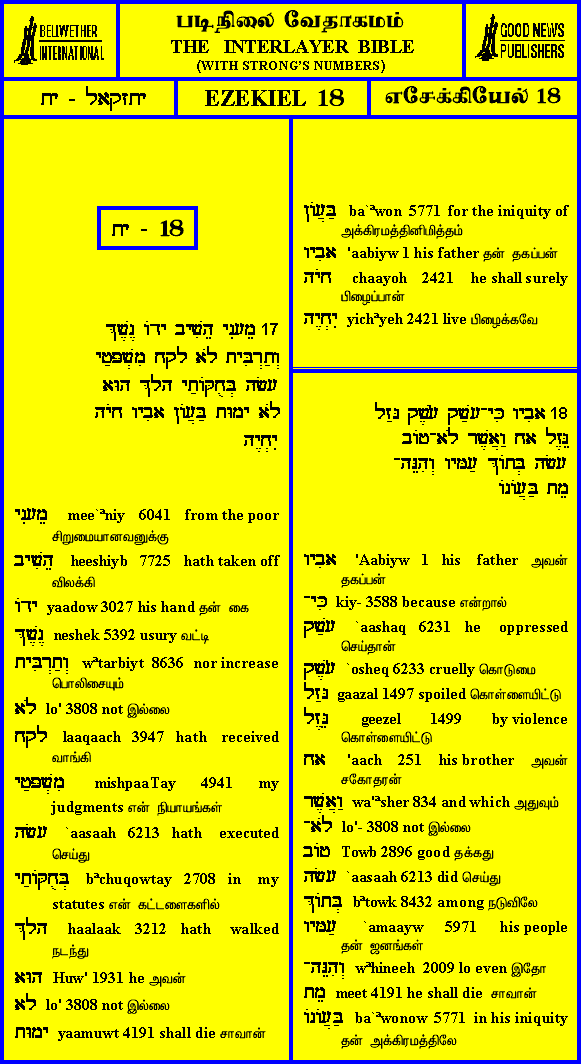 BELLWETHER
INTERNATIONAL
படிநிலை வேதாகமம்
THE INTERLAYER BIBLE
(WITH STRONG'S NUMBERS)
GOOD NEWS
PUBLISHERS
יחזקאל - יח
EZEKIEL 18
எசேக்கியேல் 18
יח - 18
17 מֵעָנִי הֵשִׁיב יָדוֹ נֶשֶׁךְ
וְתַרְבִּית לֹא לָקַח מִשְׁפָּטַי
עָשָׂה בְּחֻקּוֹתַי הָלָךְ הוּא
לֹא יָמוּת בַּעֲוֹן אָבִיו חָיֹה
יִחְיֶה
מֵעָנִי mee`ªniy 6041 from the poor
சிறுமையானவனுக்கு
הֵשִׁיב heeshiyb 7725 hath taken off
விலக்கி
יָדוֹ yaadow 3027 his hand தன் கை
נֶשֶׁךְ neshek 5392 usury வட்டி
וְתַרְבִּית wªtarbiyt 8636 nor increase
பொலிசையும்
לֹא lo' 3808 not இல்லை
לָקַח laaqaach 3947 hath received
வாங்கி
מִשְׁפָּטַי mishpaaTay 4941 my
judgments என் நியாயங்கள்
עָשָׂה `aasaah 6213 hath executed
செய்து
בְּחֻקּוֹתַי bªchuqowtay 2708 in my
statutes என் கட்டளைகளில்
הָלָךְ haalaak 3212 hath walked
நடந்து
הוּא Huw' 1931 he அவன்
לֹא lo' 3808 not இல்லை
יָמוּת yaamuwt 4191 shall die சாவான்
בַּעֲוֹן ba`ªwon 5771 for the iniquity of
அக்கிரமத்தினிமித்தம்
אָבִיו 'aabiyw 1 his father தன் தகப்பன்
חָיֹה chaayoh 2421 he shall surely
பிழைப்பான்
יִחְיֶה yichªyeh 2421 live பிழைக்கவே
18 אָבִיו כִּי־עָשַׁק עֹשֶׁק גָּזַל
גֵּזֶל אָח וַאֲשֶׁר לֹא־טוֹב
עָשָׂה בְּתוֹךְ עַמָּיו וְהִנֵּה־
מֵת בַּעֲוֹנוֹ
אָבִיו 'Aabiyw 1 his father அவன்
தகப்பன்
כִּי־ kiy- 3588 because என்றால்
עָשַׁק `aashaq 6231 he oppressed
செய்தான்
עֹשֶׁק `osheq 6233 cruelly கொடுமை
גָּזַל gaazal 1497 spoiled கொள்ளையிட்டு
גֵּזֶל geezel 1499 by violence
கொள்ளையிட்டு
אָח 'aach 251 his brother அவன்
சகோதரன்
וַאֲשֶׁר wa'ªsher 834 and which அதுவும்
לֹא־ lo'- 3808 not இல்லை
טוֹב Towb 2896 good தக்கது
עָשָׂה `aasaah 6213 did செய்து
בְּתוֹךְ bªtowk 8432 among நடுவிலே
עַמָּיו `amaayw 5971 his people
தன் ஜனங்கள்
וְהִנֵּה־ wªhineeh 2009 lo even இதோ
מֵת meet 4191 he shall die சாவான்
בַּעֲוֹנוֹ ba`ªwonow 5771 in his iniquity
தன் அக்கிரமத்திலே